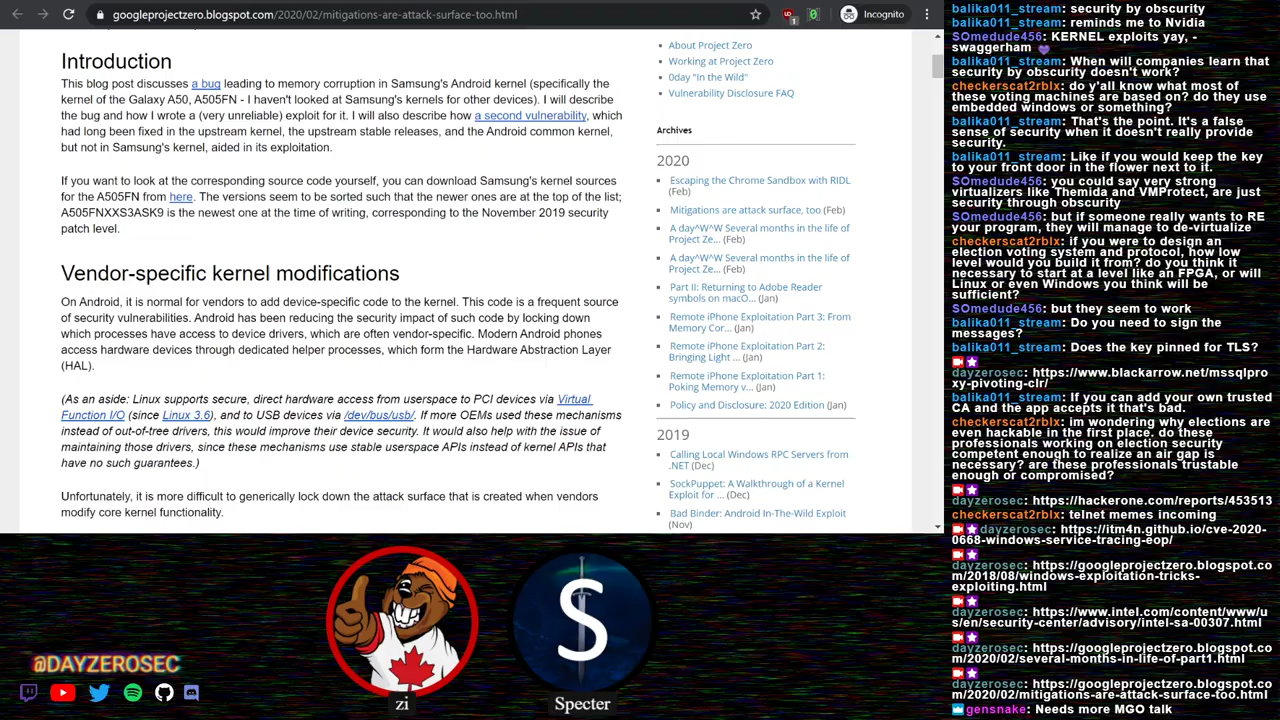 googleprojectzero.blogspot.com/2020/02/mitigations-are-attack-surface-too.html
Incognito
Introduction
This blog post discusses a bug leading to memory corruption in Samsung's Android kernel (specifically the
kernel of the Galaxy A50, A505FN - I haven't looked at Samsung's kernels for other devices). I will describe
the bug and how I wrote a (very unreliable) exploit for it. I will also describe how a second vulnerability, which
had long been fixed in the upstream kernel, the upstream stable releases, and the Android common kernel,
but not in Samsung's kernel, aided in its exploitation.
If you want to look at the corresponding source code yourself, you can download Samsung's kernel sources
for the A505FN from here. The versions seem to be sorted such that the newer ones are at the top of the list;
A505FNXXS3ASK9 is the newest one at the time of writing, corresponding to the November 2019 security
patch level.
Vendor-specific kernel modifications
On Android, it is normal for vendors to add device-specific code to the kernel. This code is a frequent source
of security vulnerabilities. Android has been reducing the security impact of such code by locking down
which processes have access to device drivers, which are often vendor-specific. Modern Android phones
access hardware devices through dedicated helper processes, which form the Hardware Abstraction Layer
(HAL).
(As an aside: Linux supports secure, direct hardware access from userspace to PCI devices via Virtual
Function I/O (since Linux 3.6), and to USB devices via /dev/bus/usb/. If more OEMs used these mechanisms
instead of out-of-tree drivers, this would improve their device security. It would also help with the issue of
maintaining those drivers, since these mechanisms use stable userspace APIs instead of kernel APIs that
have no such guarantees.)
Unfortunately, it is more difficult to generically lock down the attack surface that is created when vendors
modify core kernel functionality.
About Project Zero
Working at Project Zero
0day "In the Wild"
Vulnerability Disclosure FAQ
Archives
2020
Escaping the Chrome Sandbox with RIDL
(Feb)
Mitigations are attack surface, too (Feb)
A day^W^W Several months in the life of
Project Ze... (Feb)
A day^W^W Several months in the life of
Project Ze... (Feb)
Part II: Returning to Adobe Reader
symbols on macO... (Jan)
Remote iPhone Exploitation Part 3: From
Memory Cor... (Jan)
Remote iPhone Exploitation Part 2:
Bringing Light ... (Jan)
Remote iPhone Exploitation Part 1:
Poking Memory v... (Jan)
Policy and Disclosure: 2020 Edition (Jan)
2019
Calling Local Windows RPC Servers from
.NET (Dec)
SockPuppet: A Walkthrough of a Kernel
Exploit for ... (Dec)
Bad Binder: Android In-The-Wild Exploit
(Nov)
balika011_stream: security by obscurity
balika011_stream: reminds me to Nvidia
SOmedude456: KERNEL exploits yay, -
swaggerham
balika011_stream: When will companies learn that
security by obscurity doesn't work?
checkerscat2rblx: do y'all know what most of
these voting machines are based on? do they use
embedded windows or something?
balika011_stream: That's the point. It's a false
sense of security when it doesn't really provide
security.
balika011_stream: Like if you would keep the key
to your front door in the flower next to it.
SOmedude456: you could say even strong
virtualizers like Themida and VMProtect, are just
security through obscurity
SOmedude456: but if someone really wants to RE
your program, they will manage to de-virtualize
checkerscat2rblx: if you were to design an
election voting system and protocol, how low
level would you build it from? do you think it
necessary to start at a level like an FPGA, or will
Linux or even Windows you think will be
sufficient?
SOmedude456: but they seem to work
balika011_stream: Do you need to sign the
messages?
balika011_stream: Does the key pinned for TLS?
dayzerosec: https://www.blackarrow.net/mssqlpro
xy-pivoting-clr/
balika011_stream: If you can add your own trusted
CA and the app accepts it that's bad.
checkerscat2rblx: im wondering why elections are
even hackable in the first place. do these
professionals working on election security
competent enough to realize an air gap is
necessary? are these professionals trustable
enough or compromised?
dayzerosec: https://hackerone.com/reports/453513
checkerscat2rblx: telnet memes incoming
dayzerosec: https://itm4n.github.io/cve-2020-
0668-windows-service-tracing-eop/
dayzerosec: https://googleprojectzero.blogspot.co
m/2018/08/windows-exploitation-tricks-
exploiting.html
dayzerosec: https://www.intel.com/content/www/u
s/en/security-center/advisory/intel-sa-00307.html
dayzerosec: https://googleprojectzero.blogspot.co
m/2020/02/several-months-in-life-of-part1.html
dayzerosec: https://googleprojectzero.blogspot.co
m/2020/02/mitigations-are-attack-surface-too.html
gensnake: Needs more MGO talk
@DAYZEROSEC
S
zi
Specter